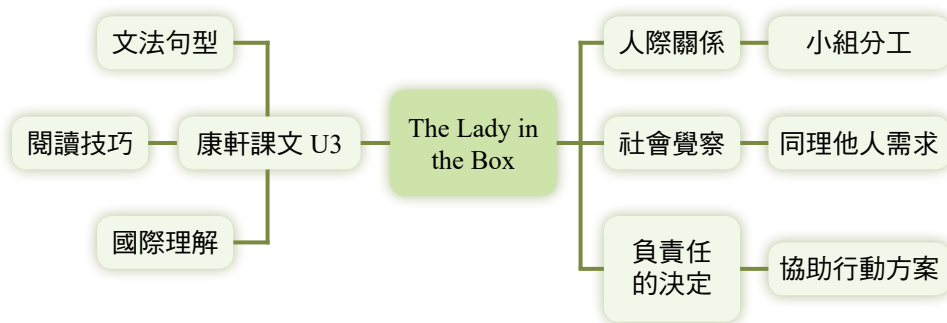 文法句型
閱讀技巧
康軒課文 U3
國際理解
The Lady in
the Box
人際關係
小組分工
社會覺察
同理他人需求
負責任
的決定
協助行動方案